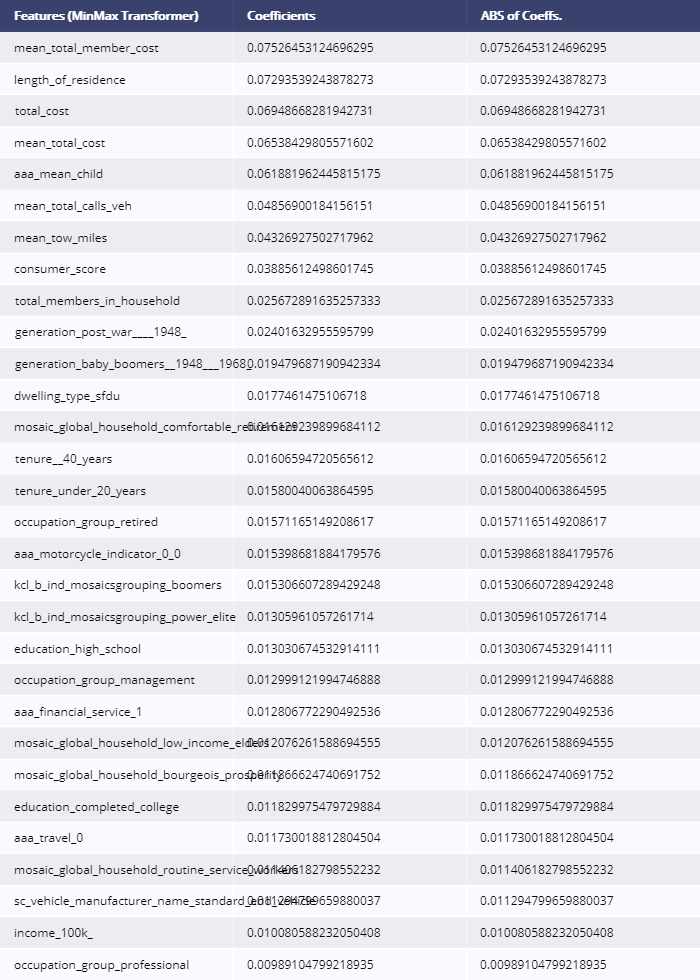 Features (MinMax Transformer) Coefficients ABS of Coeffs.
mean_total_member_cost 0.07526453124696295 0.07526453124696295
length_of_residence 0.07293539243878273 0.07293539243878273
total_cost 0.06948668281942731 0.06948668281942731
mean_total_cost 0.06538429805571602 0.06538429805571602
aaa_mean_child 0.061881962445815175 0.061881962445815175
mean_total_calls_veh 0.04856900184156151 0.04856900184156151
mean_tow_miles 0.04326927502717962 0.04326927502717962
consumer_score 0.03885612498601745 0.03885612498601745
total_members_in_household 0.025672891635257333 0.025672891635257333
generation_post_war____1948_ 0.02401632955595799 0.02401632955595799
generation_baby_boomers__1948___1968_ 0.019479687190942334 0.019479687190942334
dwelling_type_sfdu 0.0177461475106718 0.0177461475106718
mosaic_global_household_comfortable_retirement 0.016129239899684112 0.016129239899684112
tenure__40_years 0.01606594720565612 0.01606594720565612
tenure_under_20_years 0.01580040063864595 0.01580040063864595
occupation_group_retired 0.01571165149208617 0.01571165149208617
aaa_motorcycle_indicator_0_0 0.015398681884179576 0.015398681884179576
kcl_b_ind_mosaicsgrouping_boomers 0.015306607289429248 0.015306607289429248
kcl_b_ind_mosaicsgrouping_power_elite 0.01305961057261714 0.01305961057261714
education_high_school 0.013030674532914111 0.013030674532914111
occupation_group_management 0.012999121994746888 0.012999121994746888
aaa_financial_service_1 0.012806772290492536 0.012806772290492536
mosaic_global_household_low_income_elders 0.012076261588694555 0.012076261588694555
mosaic_global_household_bourgeois_prosperity 0.011866624740691752 0.011866624740691752
education_completed_college 0.011829975479729884 0.011829975479729884
aaa_travel_0 0.011730018812804504 0.011730018812804504
mosaic_global_household_routine_service_workers 0.011406182798552232 0.011406182798552232
0.011294799659880037 0.011294799659880037
income_100k_ 0.010080588232050408 0.010080588232050408
occupation_group_professional 0.00989104799218935 0.00989104799218935